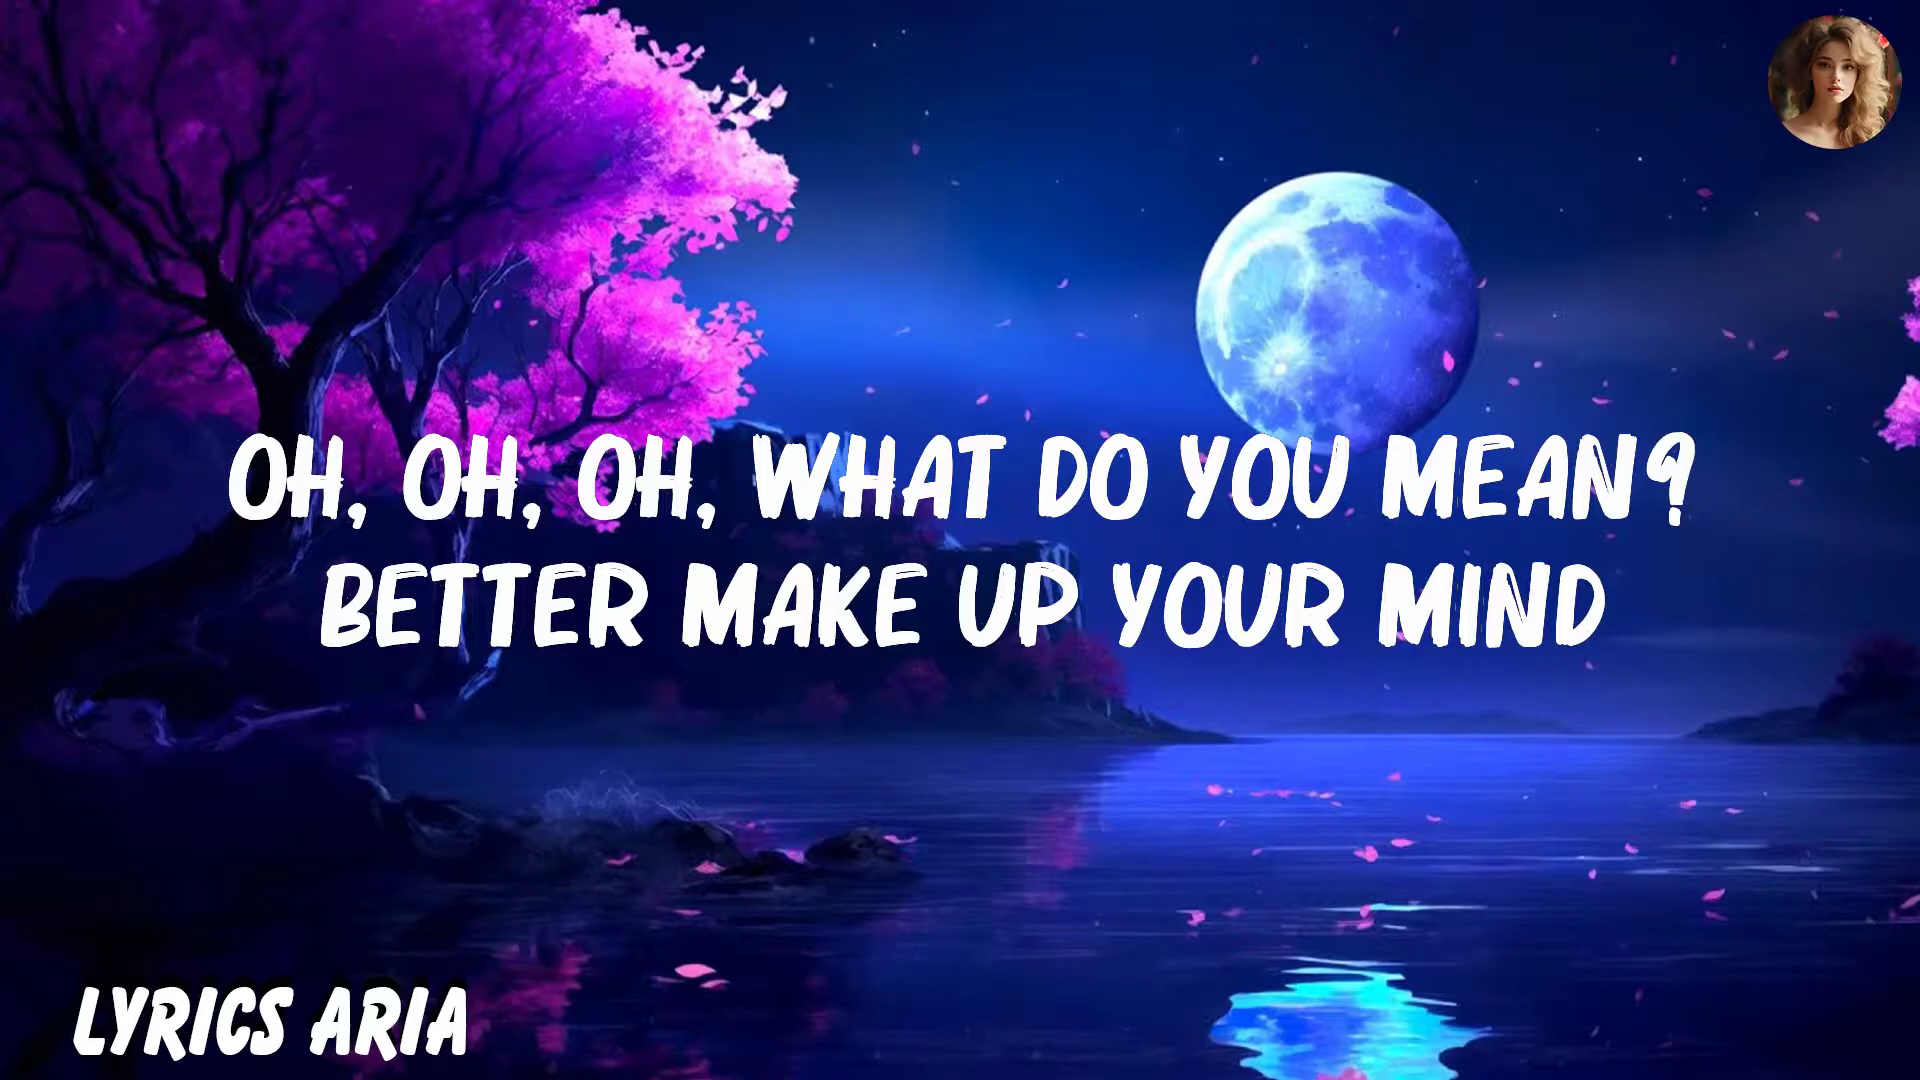 OH, OH, OH, WHAT DO YOU MEAN?
BETTER MAKE UP YOUR MIND
LYRICS ARIA